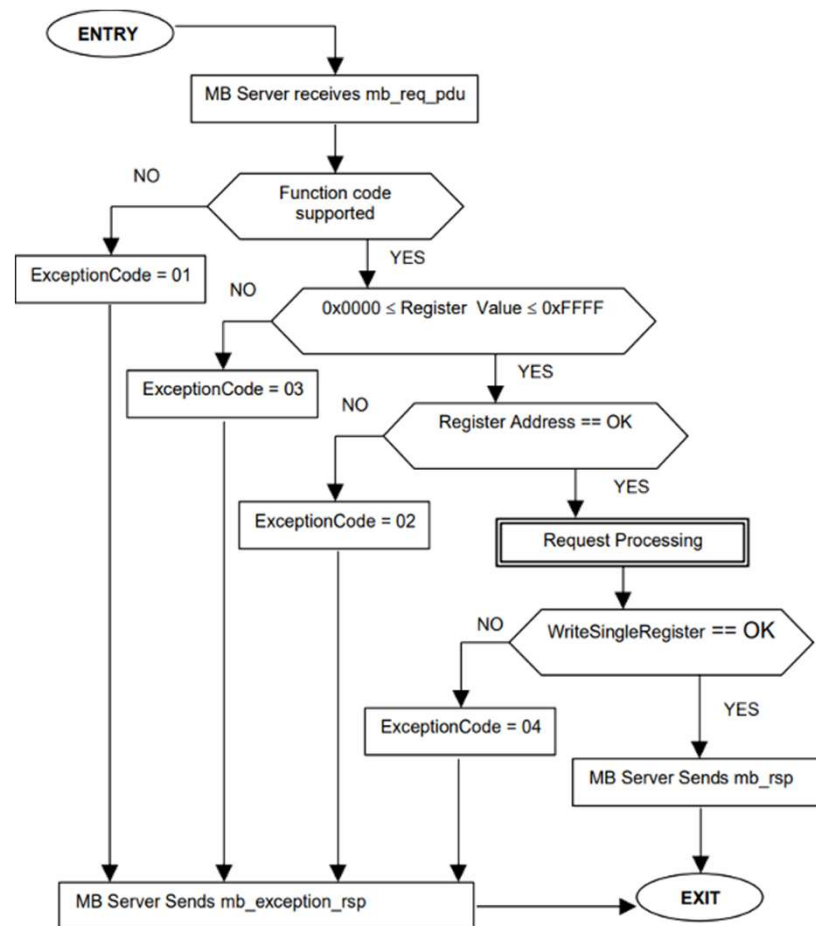 ENTRY
MB Server receives mb_req_pdu
NO
Function code
supported
YES
ExceptionCode = 01
NO
0x0000 ≤ Register Value ≤ 0xFFFF
YES
ExceptionCode = 03
NO
Register Address == OK
YES
ExceptionCode = 02
Request Processing
NO
WriteSingleRegister == OK
YES
ExceptionCode = 04
MB Server Sends mb_rsp
MB Server Sends mb_exception_rsp
EXIT